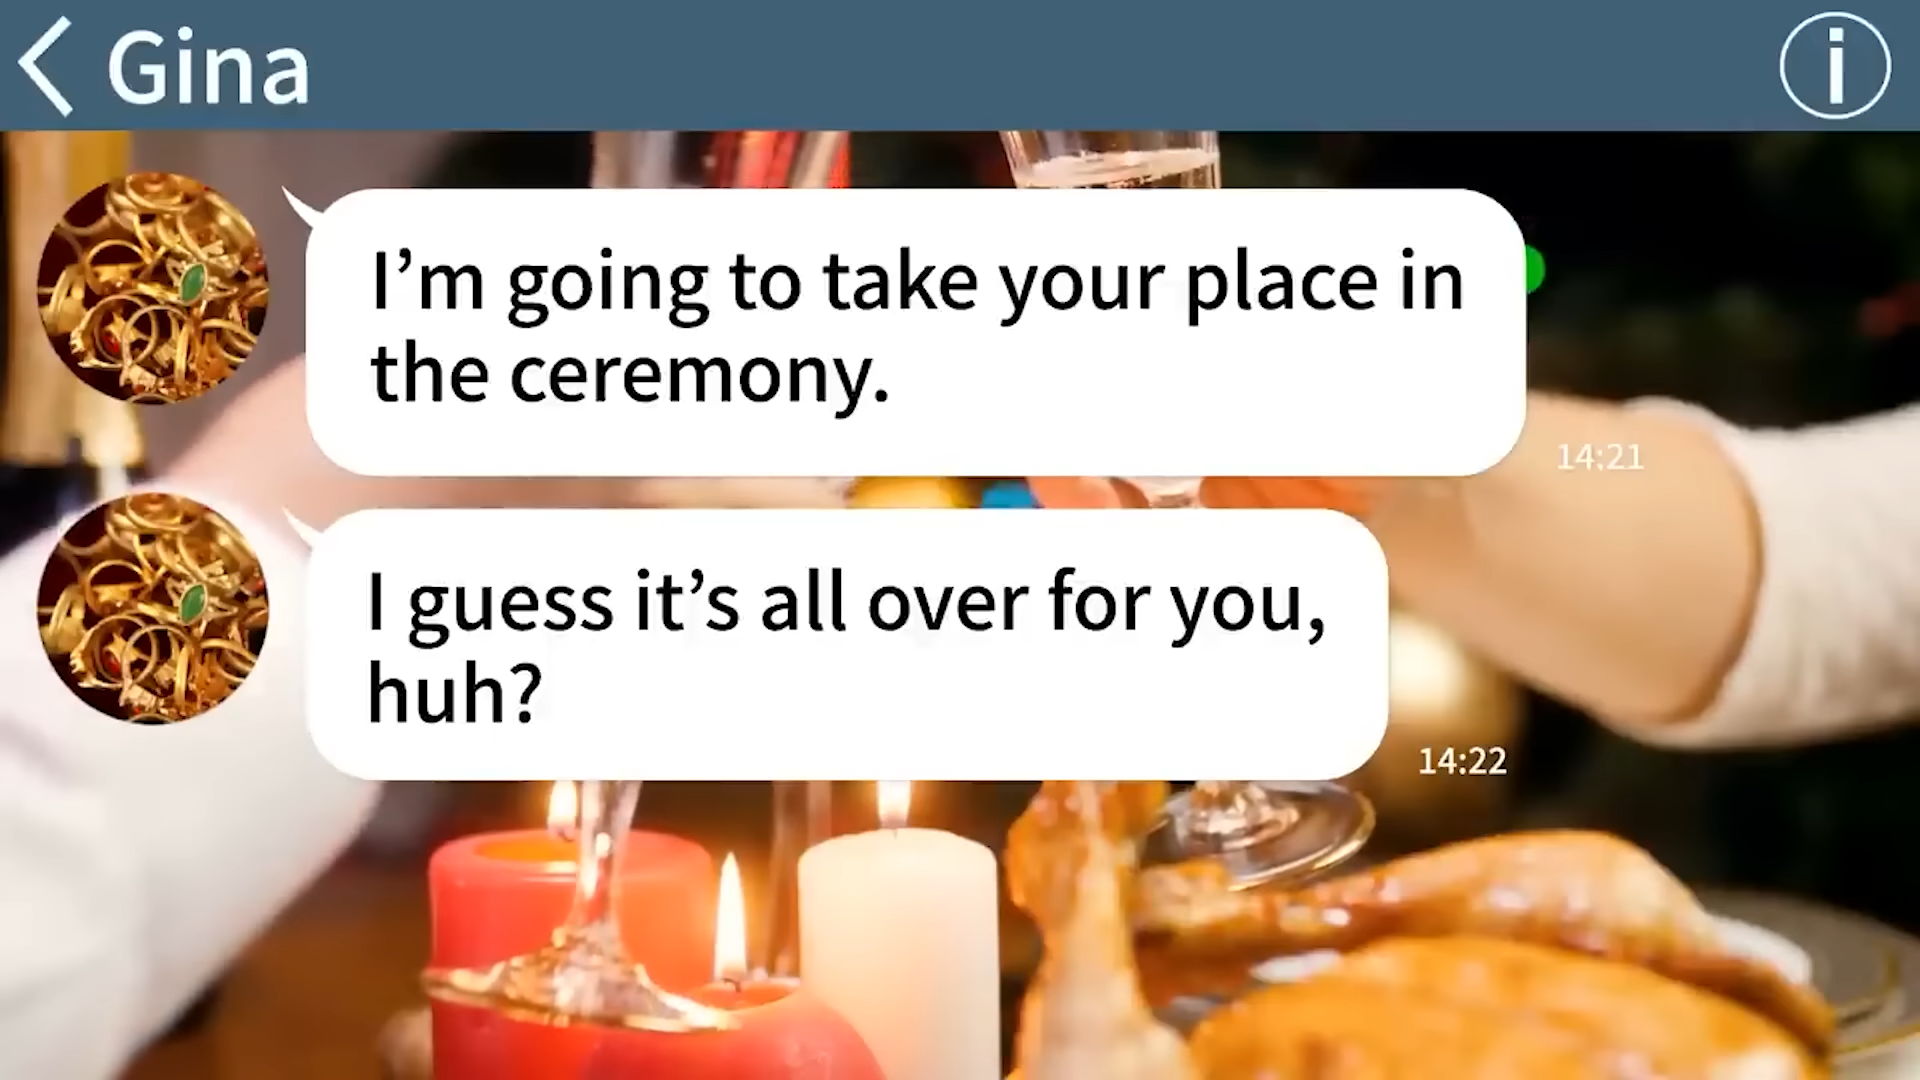 Gina
I’m going to take your place in
the ceremony.
14:21
I guess it’s all over for you,
huh?
14:22